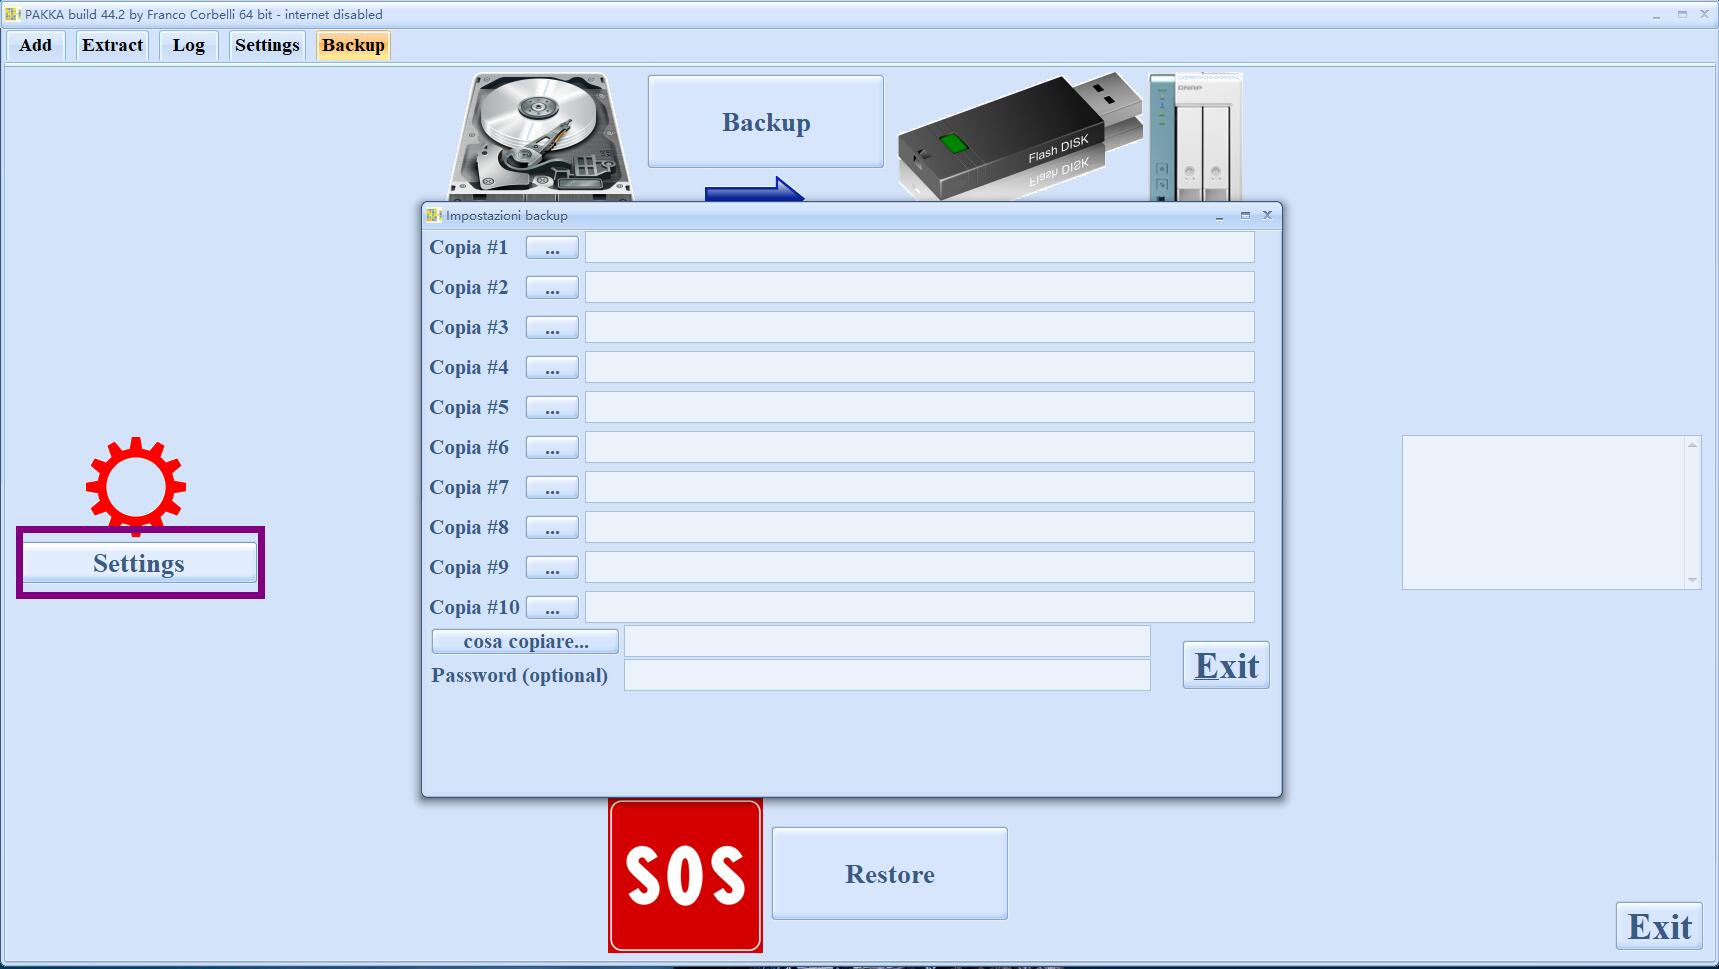 PAKKA build 44.2 by Franco Corbelli 64 bit - internet disabled
Add Extract Log Settings Backup
Backup
Flash DISK
QNAP
Impostazioni backup
Copia #1 ...
Copia #2 ...
Copia #3 ...
Copia #4 ...
Copia #5 ...
Copia #6 ...
Copia #7 ...
Copia #8 ...
Copia #9 ...
Copia #10 ...
cosa copiare...
Password (optional)
Exit
Settings
SOS
Restore
Exit